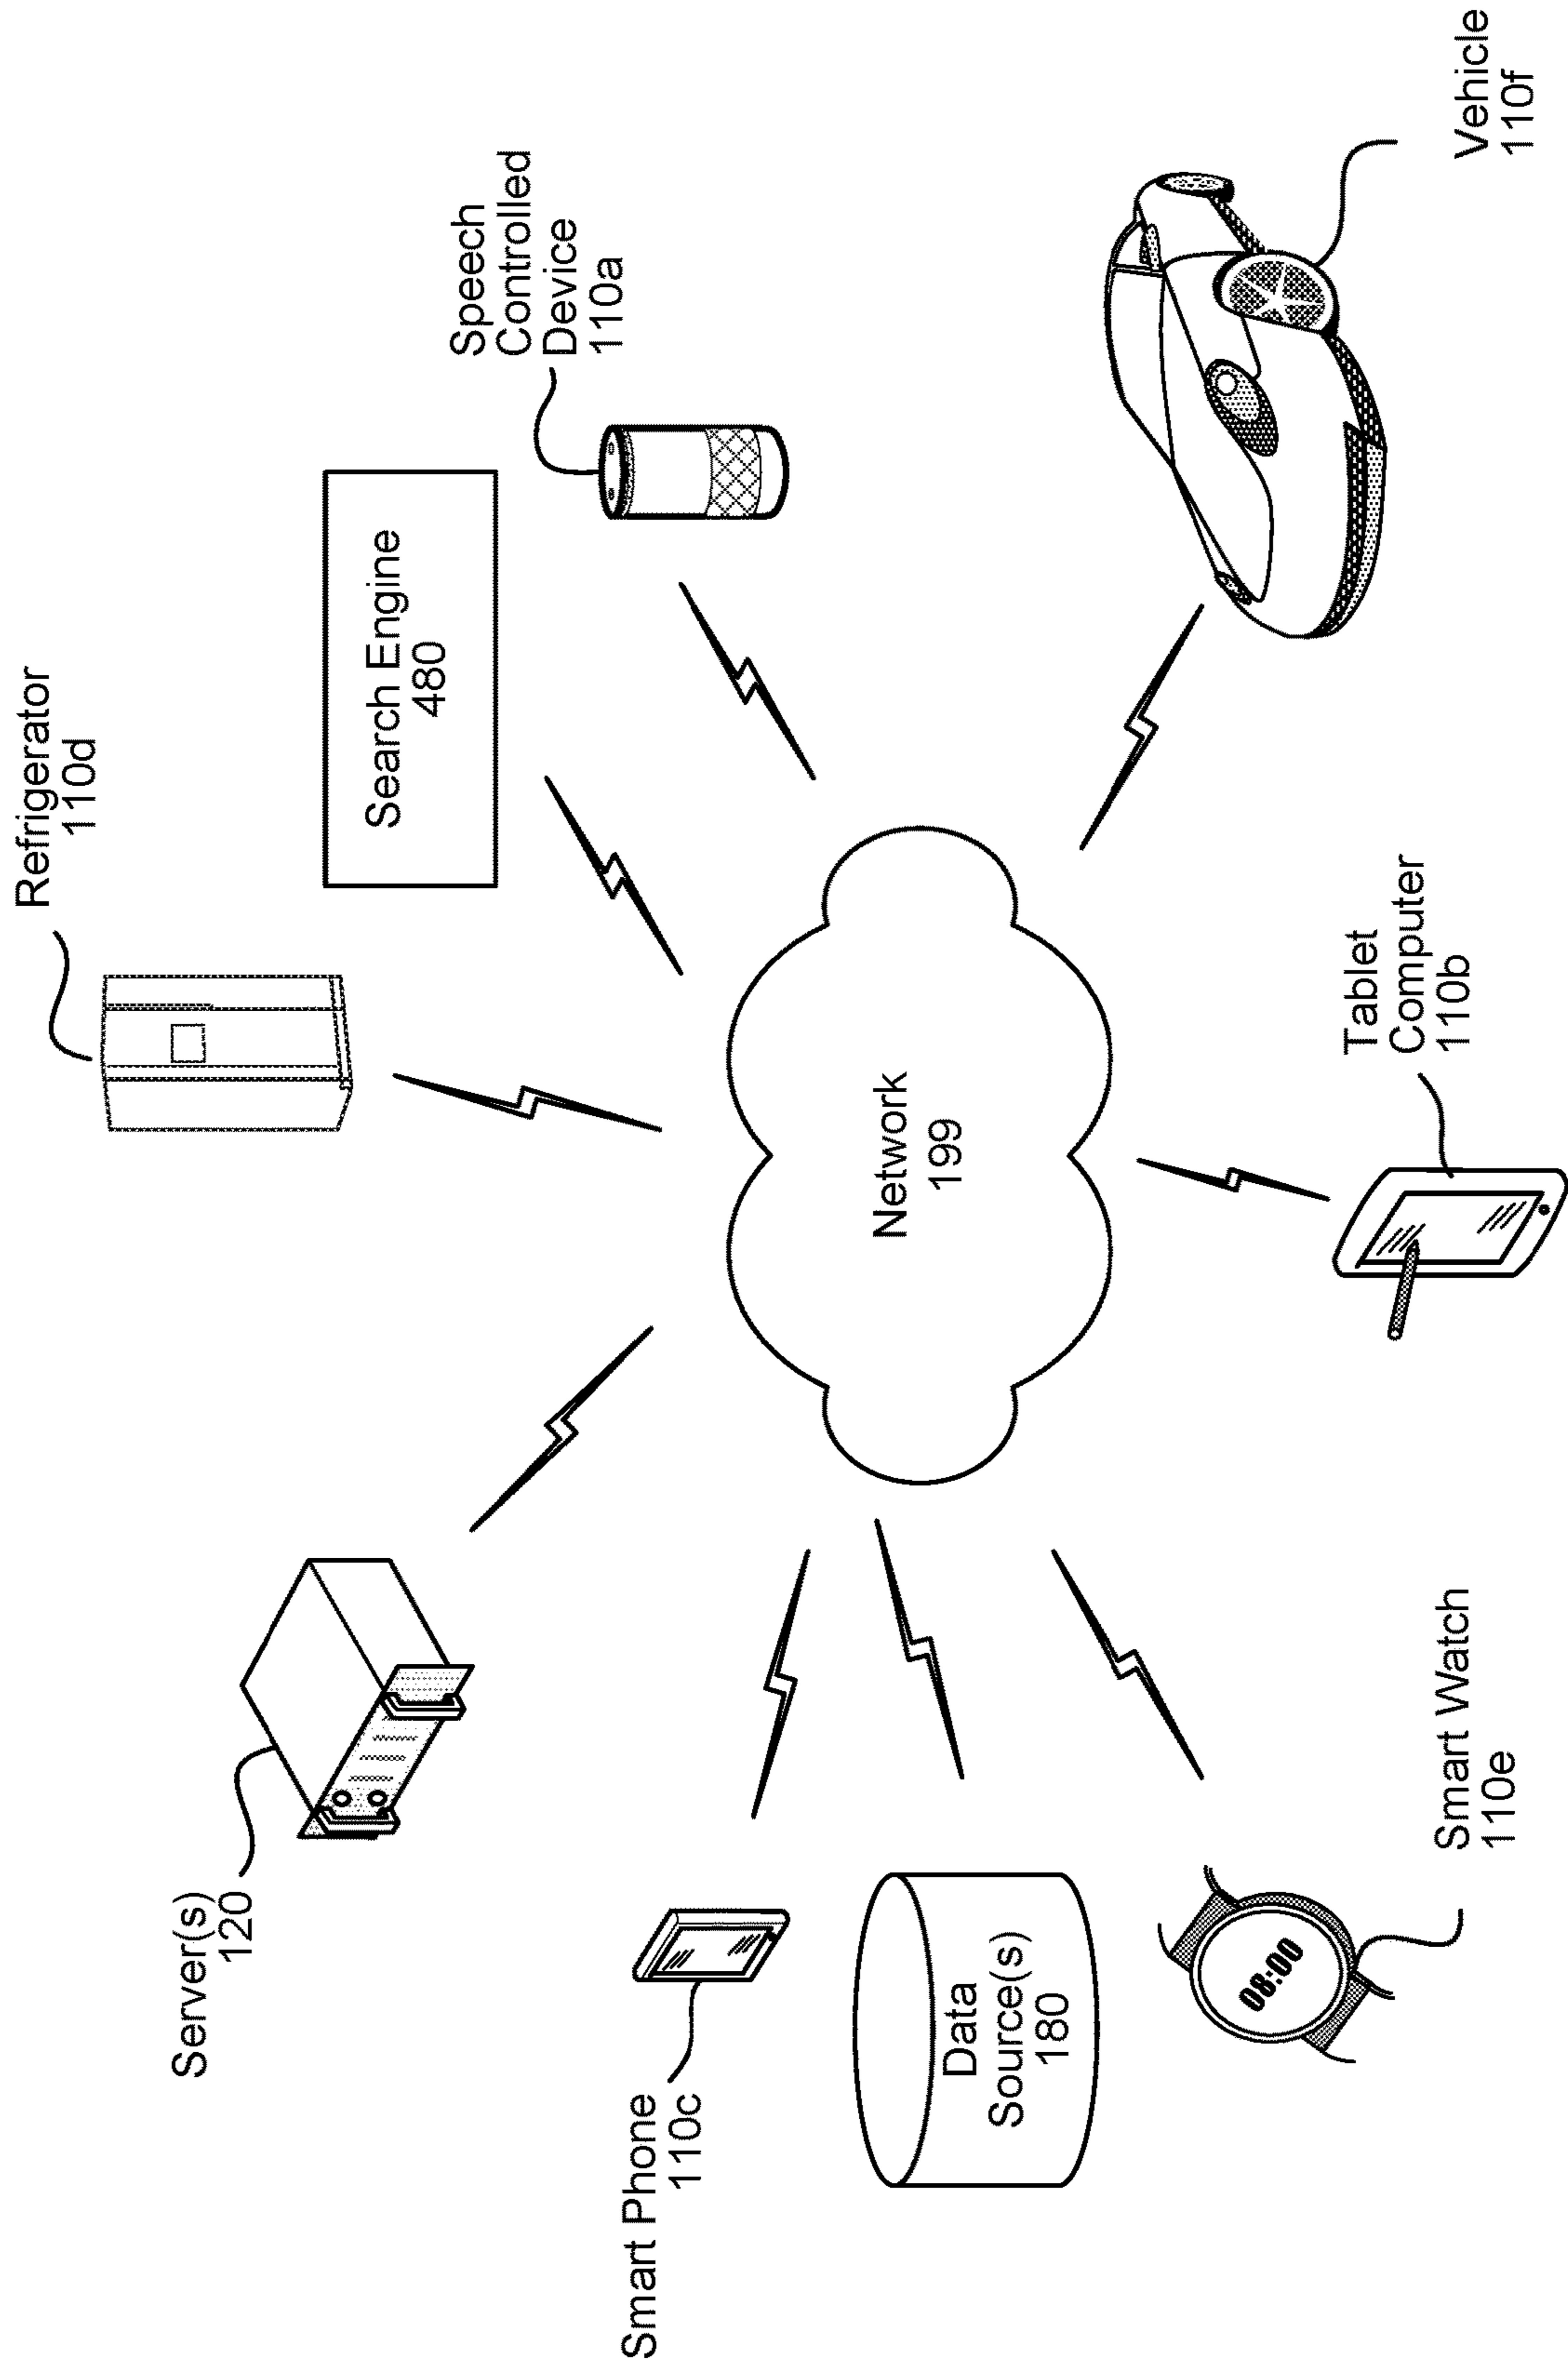 Refrigerator
110d
Server(s)
120
Search Engine
480
Speech
Controlled
Device
110a
Smart Phone
110c
Network
199
Data
Source(s)
180
08:00
Smart Watch
110e
Tablet
Computer
110b
Vehicle
110f